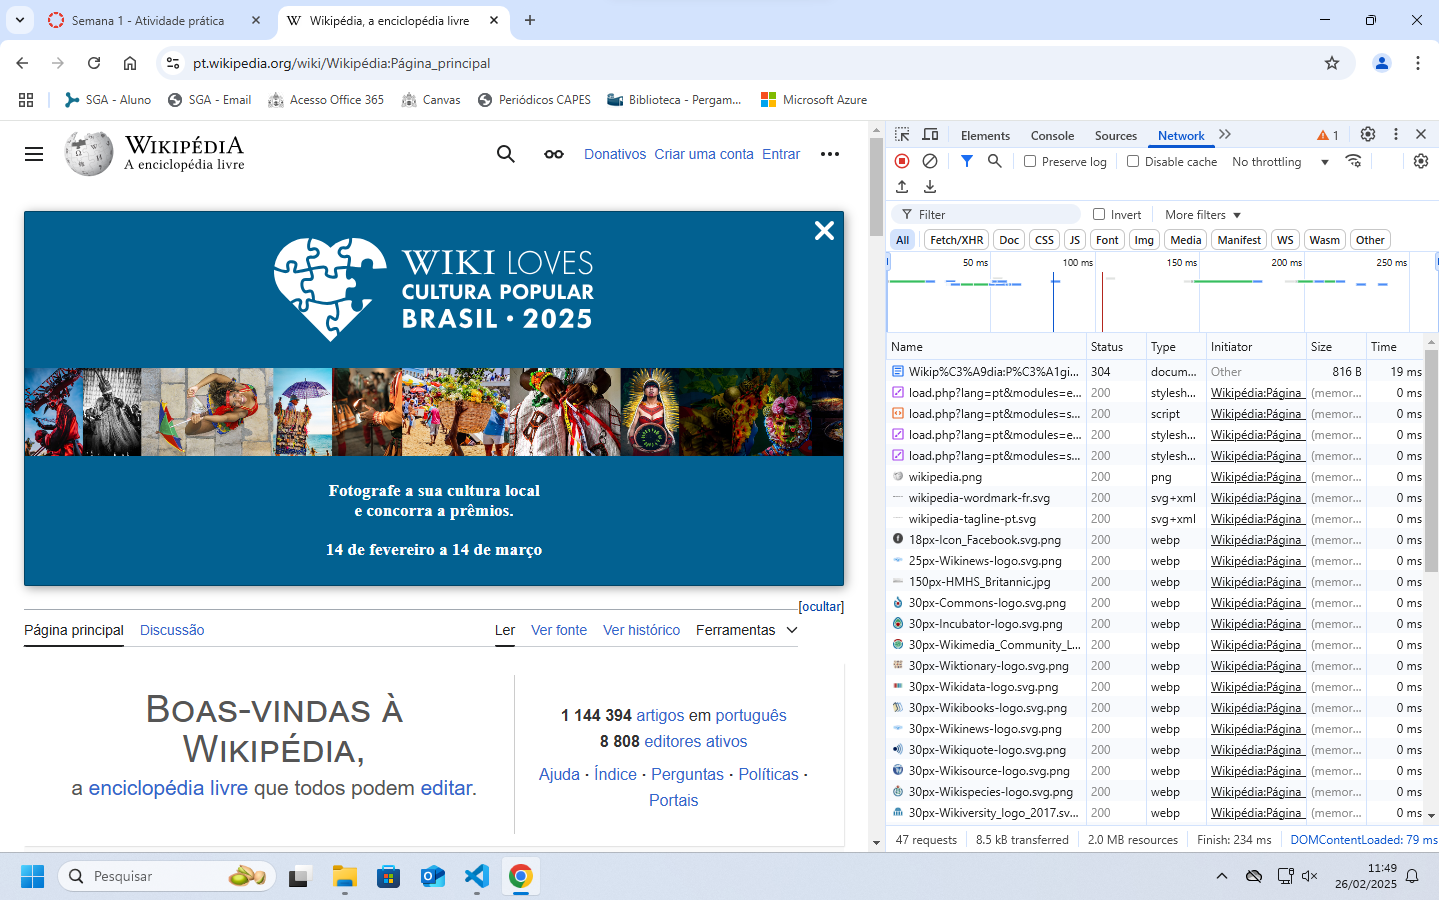 Semana 1 - Atividade prática
Wikipédia, a enciclopédia livre
pt.wikipedia.org/wiki/Wikipédia:Página_principal
SGA - Aluno
SGA - Email
Acesso Office 365
Canvas
Periódicos CAPES
Biblioteca - Pergam...
Microsoft Azure
WIKIPÉDIA
A enciclopédia livre
Donativos Criar uma conta Entrar
WIKI LOVES
CULTURA POPULAR
BRASIL · 2025
Fotografe a sua cultura local
e concorra a prêmios.
14 de fevereiro a 14 de março
[ocultar]
Página principal Discussão Ler Ver fonte Ver histórico Ferramentas
Boas-vindas à
Wikipédia,
a enciclopédia livre que todos podem editar.
1 144 394 artigos em português
8 808 editores ativos
Ajuda · Índice · Perguntas · Políticas ·
Portais
Elements Console Sources Network 1
Preserve log Disable cache No throttling
Filter Invert More filters
All Fetch/XHR Doc CSS JS Font Img Media Manifest WS Wasm Other
50 ms 100 ms 150 ms 200 ms 250 ms
Name Status Type Initiator Size Time
Wikip%C3%A9dia:P%C3%A1gi... 304 docum... Other 816 B 19 ms
load.php?lang=pt&modules=e... 200 stylesh... Wikipédia:Página (memor... 0 ms
load.php?lang=pt&modules=s... 200 script Wikipédia:Página (memor... 0 ms
load.php?lang=pt&modules=e... 200 stylesh... Wikipédia:Página (memor... 0 ms
load.php?lang=pt&modules=s... 200 stylesh... Wikipédia:Página (memor... 0 ms
wikipedia.png 200 png Wikipédia:Página (memor... 0 ms
wikipedia-wordmark-fr.svg 200 svg+xml Wikipédia:Página (memor... 0 ms
wikipedia-tagline-pt.svg 200 svg+xml Wikipédia:Página (memor... 0 ms
18px-Icon_Facebook.svg.png 200 webp Wikipédia:Página (memor... 0 ms
25px-Wikinews-logo.svg.png 200 webp Wikipédia:Página (memor... 0 ms
150px-HMHS_Britannic.jpg 200 webp Wikipédia:Página (memor... 0 ms
30px-Commons-logo.svg.png 200 webp Wikipédia:Página (memor... 0 ms
30px-Incubator-logo.svg.png 200 webp Wikipédia:Página (memor... 0 ms
30px-Wikimedia_Community_L... 200 webp Wikipédia:Página (memor... 0 ms
30px-Wiktionary-logo.svg.png 200 webp Wikipédia:Página (memor... 0 ms
30px-Wikidata-logo.svg.png 200 webp Wikipédia:Página (memor... 0 ms
30px-Wikibooks-logo.svg.png 200 webp Wikipédia:Página (memor... 0 ms
30px-Wikinews-logo.svg.png 200 webp Wikipédia:Página (memor... 0 ms
30px-Wikiquote-logo.svg.png 200 webp Wikipédia:Página (memor... 0 ms
30px-Wikisource-logo.svg.png 200 webp Wikipédia:Página (memor... 0 ms
30px-Wikispecies-logo.svg.png 200 webp Wikipédia:Página (memor... 0 ms
30px-Wikiversity_logo_2017.sv... 200 webp Wikipédia:Página (memor... 0 ms
47 requests 8.5 kB transferred 2.0 MB resources Finish: 234 ms DOMContentLoaded: 79 ms
Pesquisar
11:49
26/02/2025